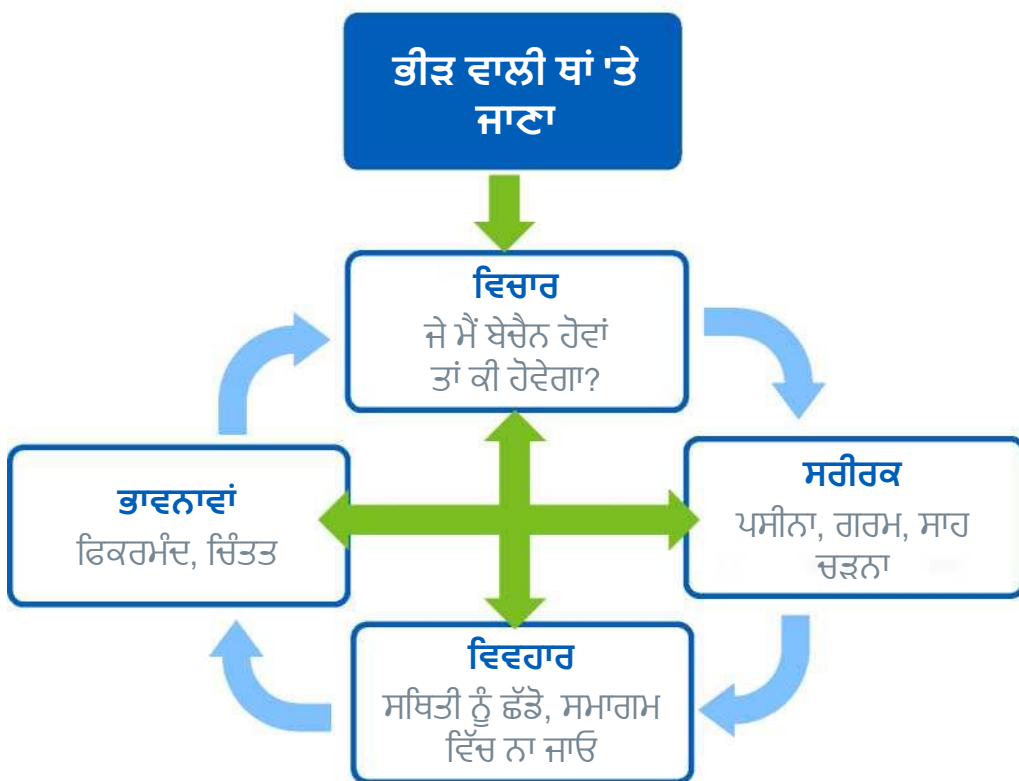 ਭੀੜ ਵਾਲੀ ਥਾਂ 'ਤੇ
ਜਾਣਾ
ਵਿਚਾਰ
ਜੇ ਮੈਂ ਬੇਚੈਨ ਹੋਵਾਂ
ਤਾਂ ਕੀ ਹੋਵੇਗਾ?
ਭਾਵਨਾਵਾਂ
ਫਿਕਰਮੰਦ, ਚਿੰਤਤ
ਸਰੀਰਕ
ਪਸੀਨਾ, ਗਰਮ, ਸਾਹ
ਚੜਨਾ
ਵਿਵਹਾਰ
ਸਥਿਤੀ ਨੂੰ ਛੱਡੋ, ਸਮਾਗਮ
ਵਿੱਚ ਨਾ ਜਾਓ